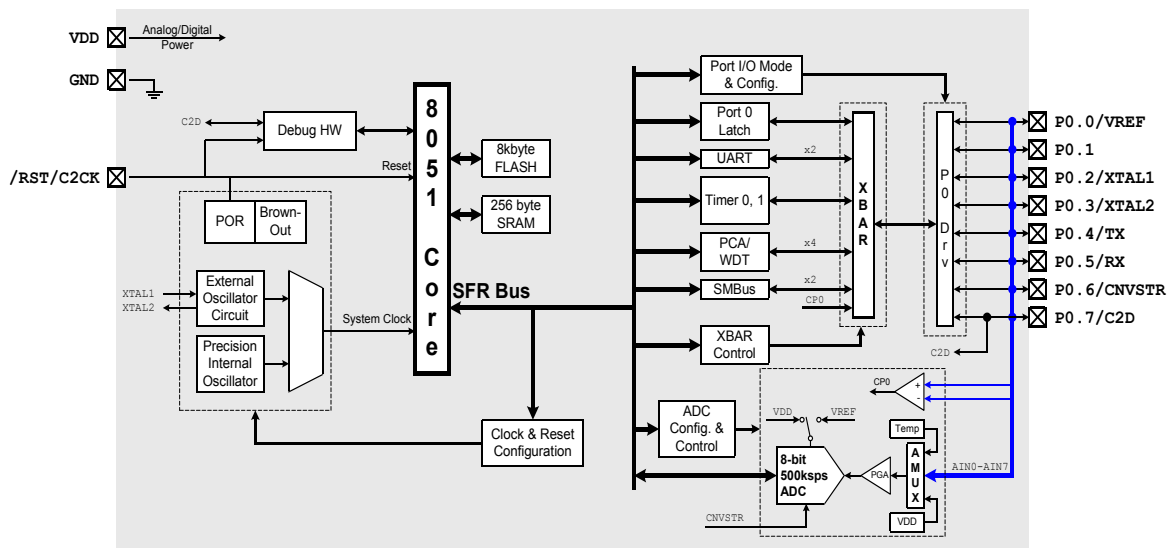 VDD
Analog/Digital
Power
GND
C2D
Debug HW
/RST/C2CK
Reset
POR
Brown-
Out
XTAL1
XTAL2
External
Oscillator
Circuit
Precision
Internal
Oscillator
System Clock
8
0
5
1
C
o
r
e
8kbyte
FLASH
256 byte
SRAM
SFR Bus
Clock & Reset
Configuration
Port I/O Mode
& Config.
Port 0
Latch
UART
x2
Timer 0, 1
PCA/
WDT
x4
SMBus
x2
CP0
XBAR
Control
X
B
A
R
P
0
D
r
v
P0.0/VREF
P0.1
P0.2/XTAL1
P0.3/XTAL2
P0.4/TX
P0.5/RX
P0.6/CNVSTR
P0.7/C2D
C2D
CP0
+
-
ADC
Config. &
Control
VDD
VREF
8-bit
500ksps
ADC
PGA
Temp
A
M
U
X
VDD
AIN0-AIN7
CNVSTR